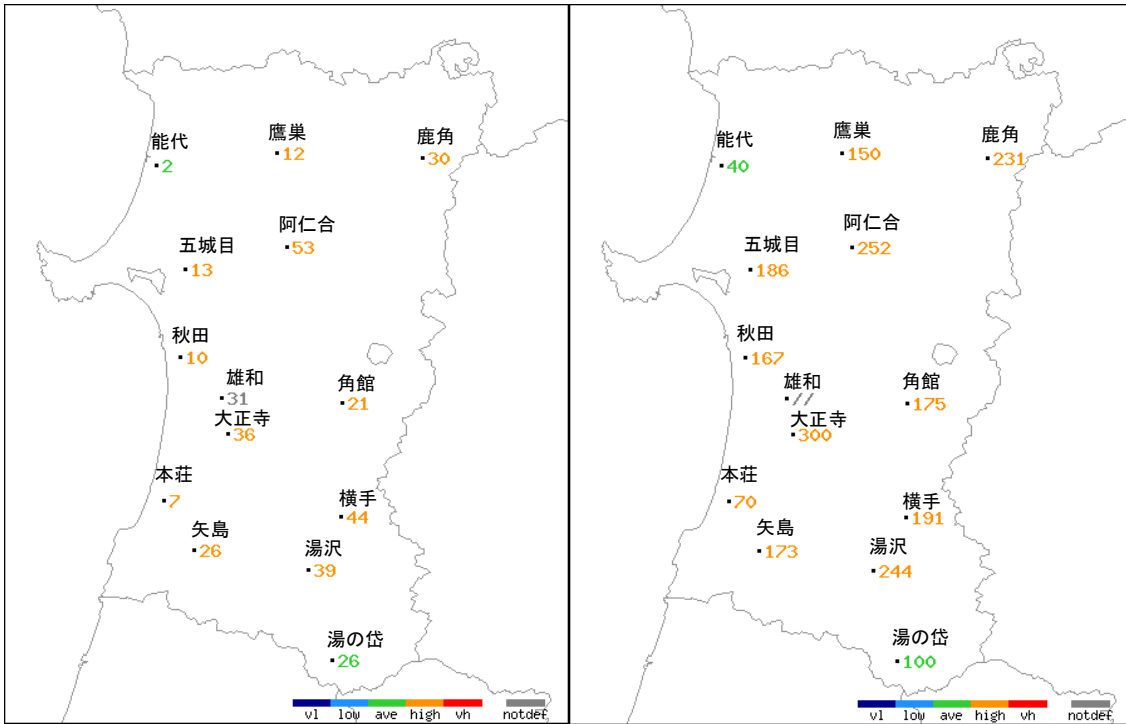 能代
2
鷹巣
12
鹿角
30
阿仁合
53
五城目
13
秋田
10
雄和
31
大正寺
36
角館
21
本荘
7
矢島
26
横手
44
湯沢
39
湯の岱
26
vl low ave high vh notdef
能代
40
鷹巣
150
鹿角
231
阿仁合
252
五城目
186
秋田
167
雄和
//
大正寺
300
角館
175
本荘
70
矢島
173
横手
191
湯沢
244
湯の岱
100
vl low ave high vh notdef